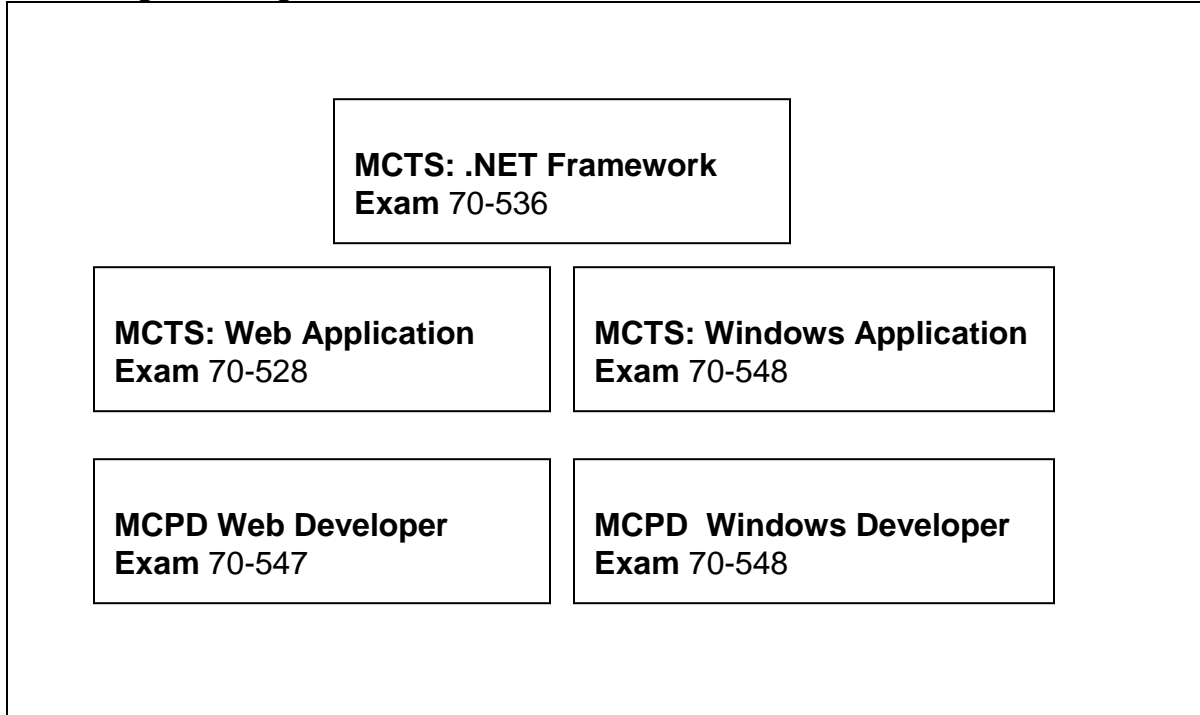 MCTS: .NET Framework
Exam 70-536
MCTS: Web Application
Exam 70-528
MCTS: Windows Application
Exam 70-548
MCPD Web Developer
Exam 70-547
MCPD  Windows Developer
Exam 70-548